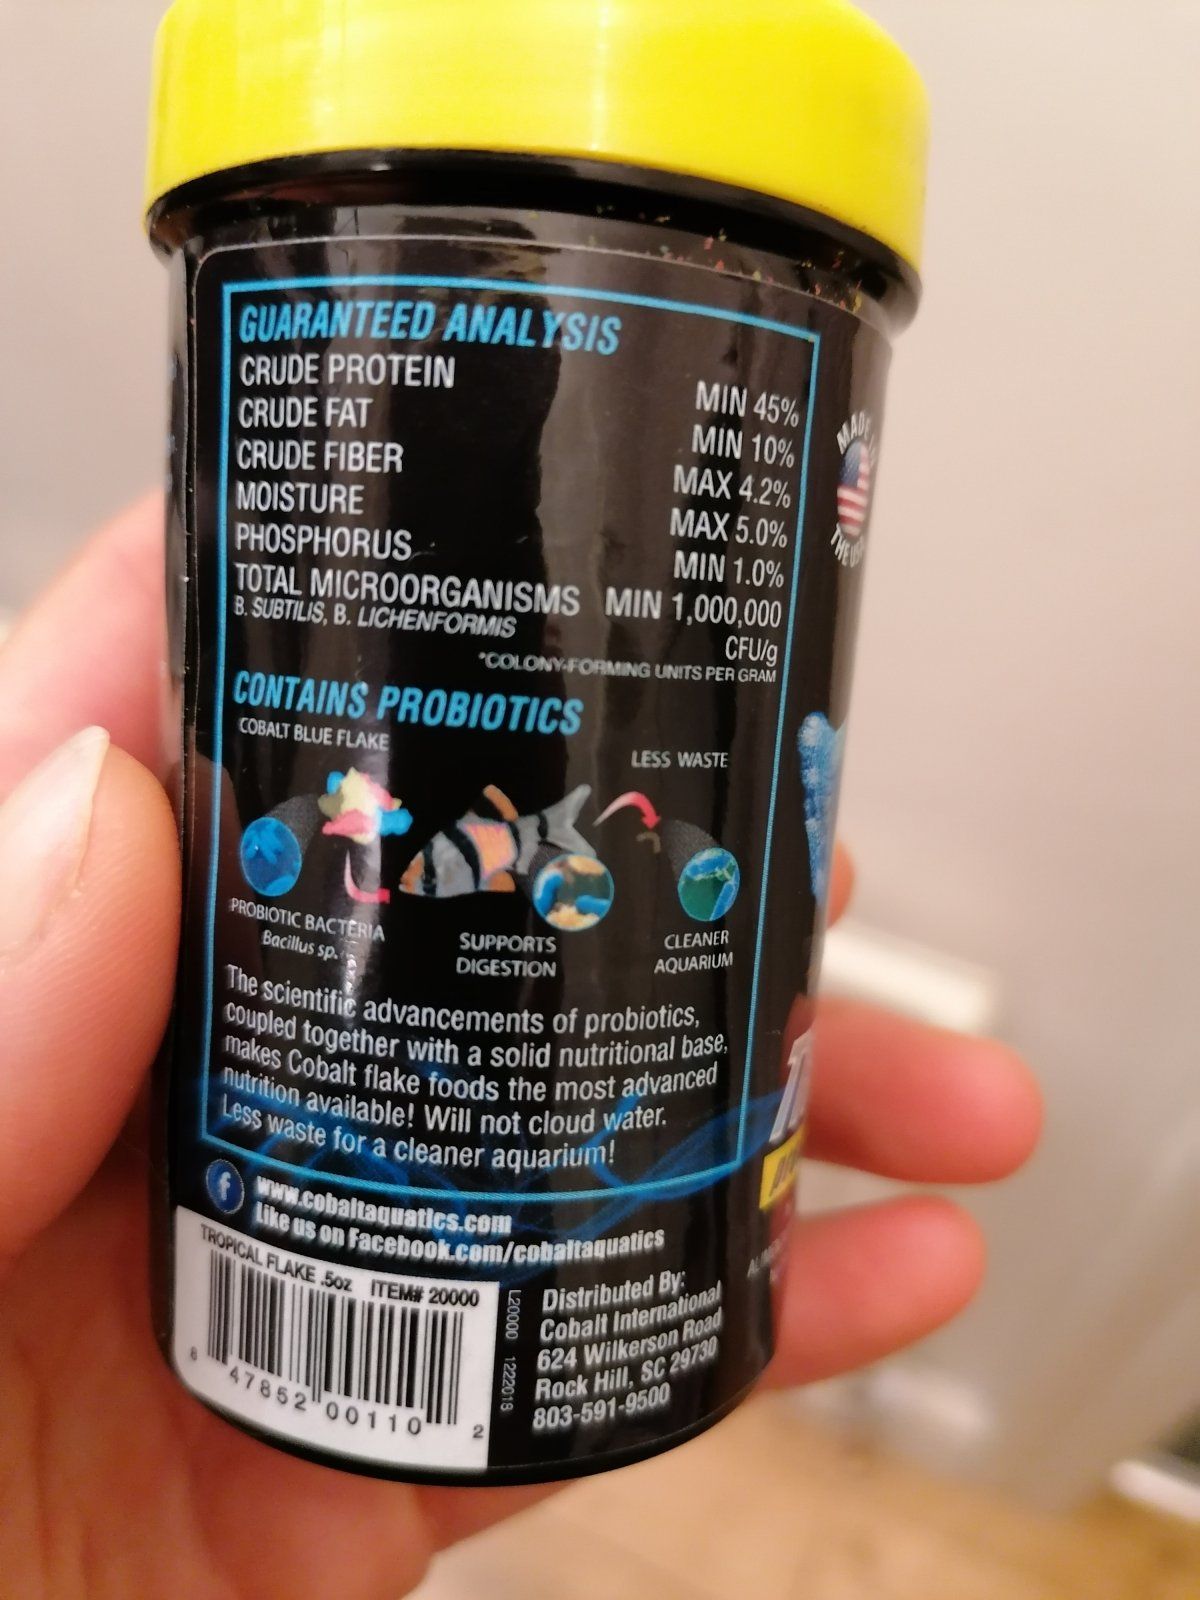 GUARANTEED ANALYSIS
CRUDE PROTEIN MIN 45%
CRUDE FAT MIN 10%
CRUDE FIBER MAX 4.2%
MOISTURE MAX 5.0%
PHOSPHORUS MIN 1.0%
TOTAL MICROORGANISMS MIN 1,000,000
B. SUBTILIS, B. LICHENFORMIS CFU/g
*COLONY-FORMING UNITS PER GRAM
CONTAINS PROBIOTICS
COBALT BLUE FLAKE
LESS WASTE
PROBIOTIC BACTERIA
Bacillus sp.
SUPPORTS
DIGESTION
CLEANER
AQUARIUM
The scientific advancements of probiotics,
coupled together with a solid nutritional base,
makes Cobalt flake foods the most advanced
nutrition available! Will not cloud water.
Less waste for a cleaner aquarium!
f
www.cobaltaquatics.com
Like us on Facebook.com/cobaltaquatics
TROPICAL FLAKE .5oz ITEM# 20000
8 47852 00110 2
L20000 122018
Distributed By:
Cobalt International
624 Wilkerson Road
Rock Hill, SC 29730
803-591-9500
MADE
THE